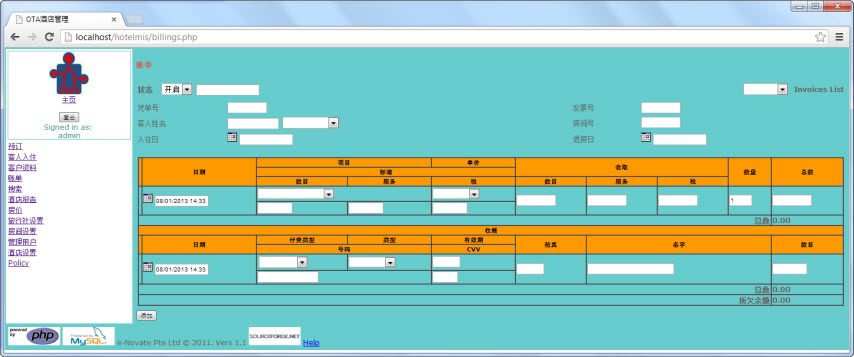 OTA酒店管理
localhost/hotelmis/billings.php
账单
主页
登出
Signed in as:
admin
预订
客人入住
客户资料
账单
搜索
酒店报告
房价
旅行社设置
房间设置
管理用户
酒店设置
Policy
状态 开启 Invoices List
凭单号 发票号
客人姓名 房间号
入住日 退房日
日期 项目 单价 收取 数量 总数
标准
数目 服务 税 数目 服务 税
08/01/2013 14:33 1
总数 0.00
收据
日期 付费类型 类型 有效期 名字 数目
号码 CVV
08/01/2013 14:33
总数 0.00
所欠余额 0.00
添加
powered by php
MySQL
e-Novate Pte Ltd © 2011. Vers 1.1
SOURCEFORGE.NET
Help